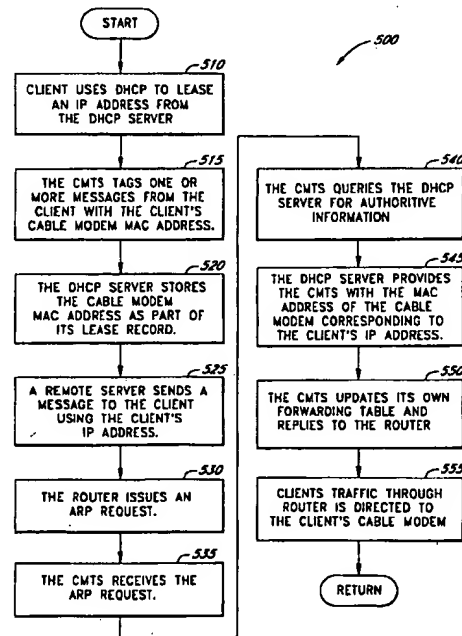 START
500
510
CLIENT USES DHCP TO LEASE
AN IP ADDRESS FROM
THE DHCP SERVER
515
THE CMTS TAGS ONE OR
MORE MESSAGES FROM THE
CLIENT WITH THE CLIENT'S
CABLE MODEM MAC ADDRESS.
520
THE DHCP SERVER STORES
THE CABLE MODEM
MAC ADDRESS AS PART OF
ITS LEASE RECORD.
525
A REMOTE SERVER SENDS A
MESSAGE TO THE CLIENT
USING THE CLIENT'S
IP ADDRESS.
530
THE ROUTER ISSUES AN
ARP REQUEST.
535
THE CMTS RECEIVES THE
ARP REQUEST.
540
THE CMTS QUERIES THE DHCP
SERVER FOR AUTHORITIVE
INFORMATION
545
THE DHCP SERVER PROVIDES
THE CMTS WITH THE MAC
ADDRESS OF THE CABLE
MODEM CORRESPONDING TO
THE CLIENT'S IP ADDRESS.
550
THE CMTS UPDATES ITS OWN
FORWARDING TABLE AND
REPLIES TO THE ROUTER
555
CLIENTS TRAFFIC THROUGH
ROUTER IS DIRECTED TO
THE CLIENT'S CABLE MODEM
RETURN